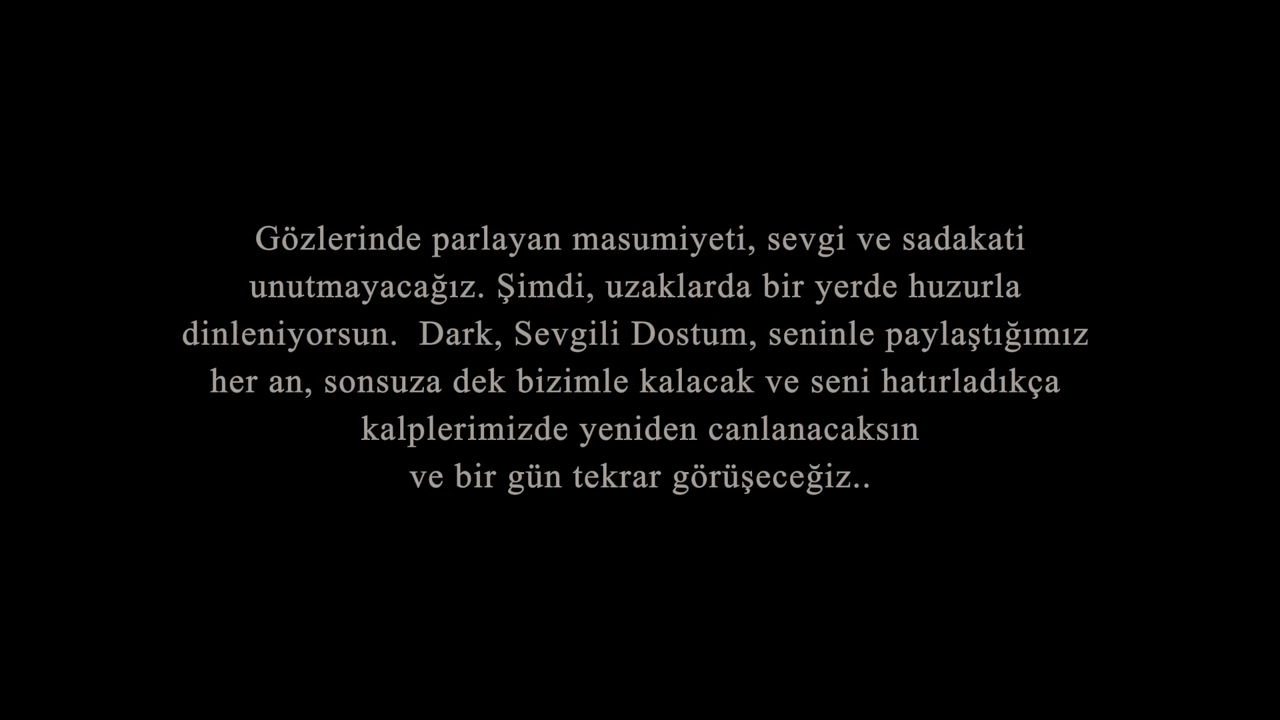 Gözlerinde parlayan masumiyeti, sevgi ve sadakati
unutmayacağız. Şimdi, uzaklarda bir yerde huzurla
dinleniyorsun.  Dark, Sevgili Dostum, seninle paylaştığımız
her an, sonsuza dek bizimle kalacak ve seni hatırladıkça
kalplerimizde yeniden canlanacaksın
ve bir gün tekrar görüşeceğiz..